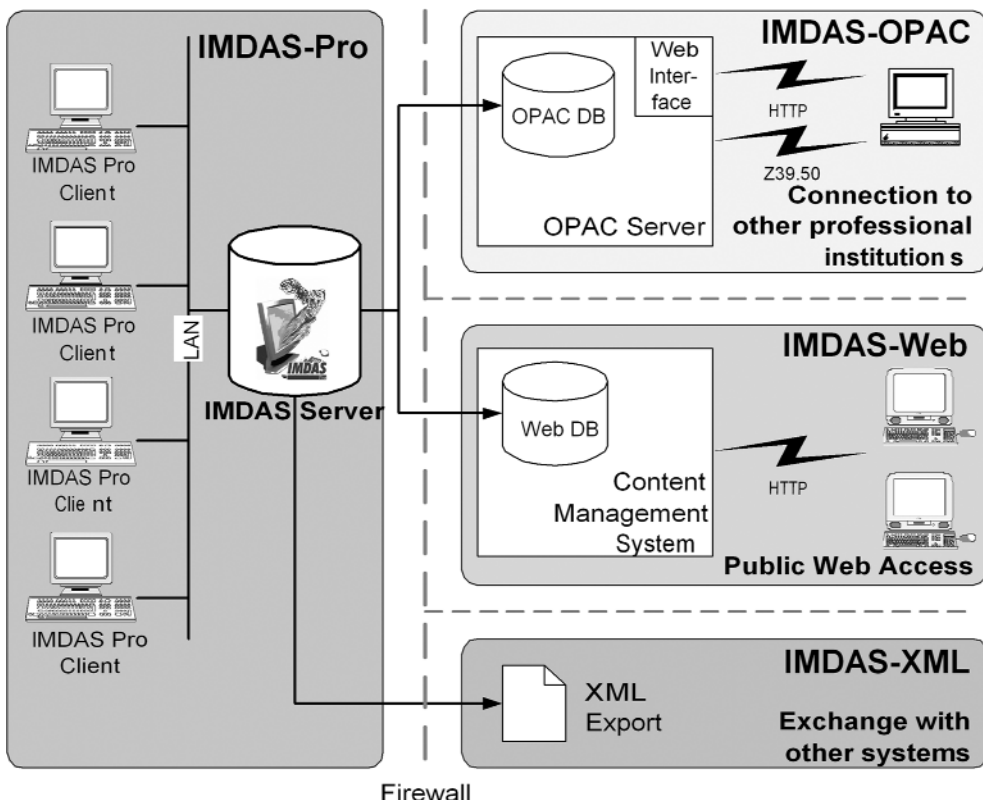 IMDAS-Pro
IMDAS Pro
Client
IMDAS Pro
Client
IMDAS Pro
Clie nt
IMDAS Pro
Client
LAN
IMDAS
IMDAS Server
IMDAS-OPAC
OPAC DB
Web
Inter-
face
OPAC Server
HTTP
Z39.50
Connection to
other professional
institution s
IMDAS-Web
Web DB
Content
Management
System
HTTP
Public Web Access
IMDAS-XML
XML
Export
Exchange with
other systems
Firewall